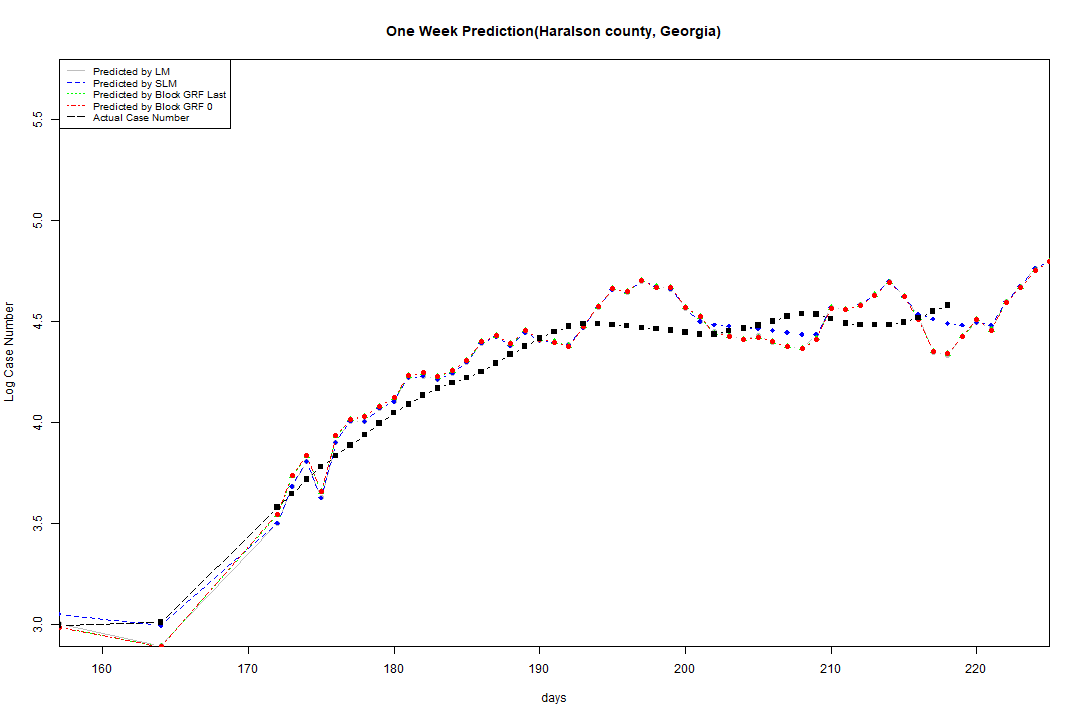 One Week Prediction(Haralson county, Georgia)
Predicted by LM
Predicted by SLM
Predicted by Block GRF Last
Predicted by Block GRF 0
Actual Case Number
5.5
5.0
4.5
4.0
3.5
3.0
Log Case Number
160 170 180 190 200 210 220
days